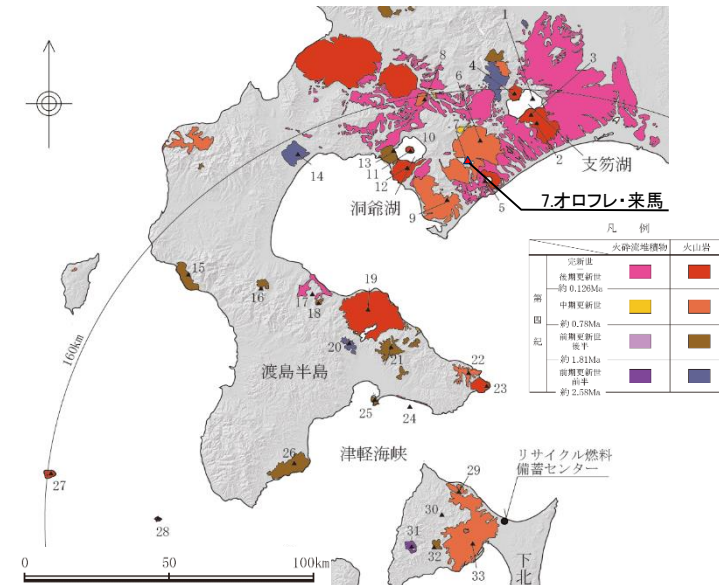 1
3
8
4
6
支笏湖
2
10
13
11
12
14
洞爺湖
9
5
7.オロフレ・来馬
凡 例
火砕流堆積物
火山岩
第四紀
完新世
～
後期更新世
約 0.126Ma
中期更新世
約 0.78Ma
前期更新世
後半
約 1.81Ma
前期更新世
前半
約 2.58Ma
15
16
17
18
19
20
21
22
23
160km
渡島半島
25
24
26
津軽海峡
リサイクル燃料
備蓄センター
27
28
29
30
31
32
33
下北
0
50
100km